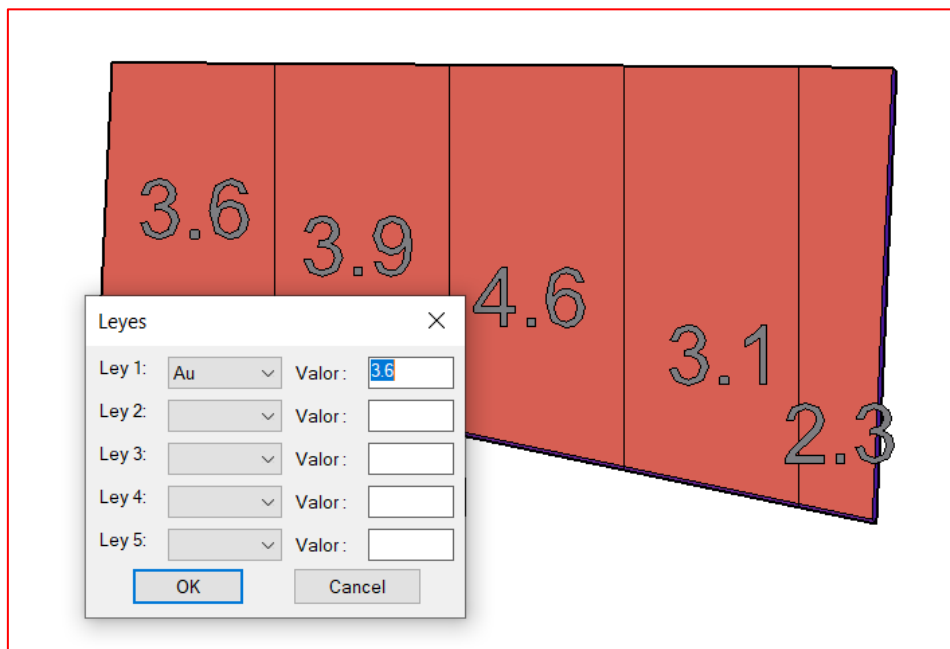 3.6
3.9
4.6
3.1
2.3
Leyes
Ley 1: Au Valor : 3.6
Ley 2: Valor :
Ley 3: Valor :
Ley 4: Valor :
Ley 5: Valor :
OK Cancel